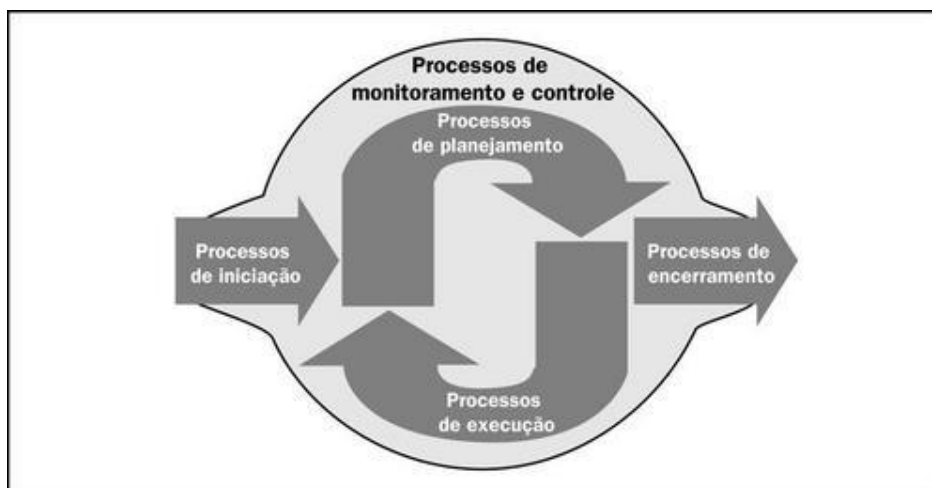 Processos de
monitoramento e controle
Processos
de planejamento
Processos
de iniciação
Processos de
encerramento
Processos
de execução